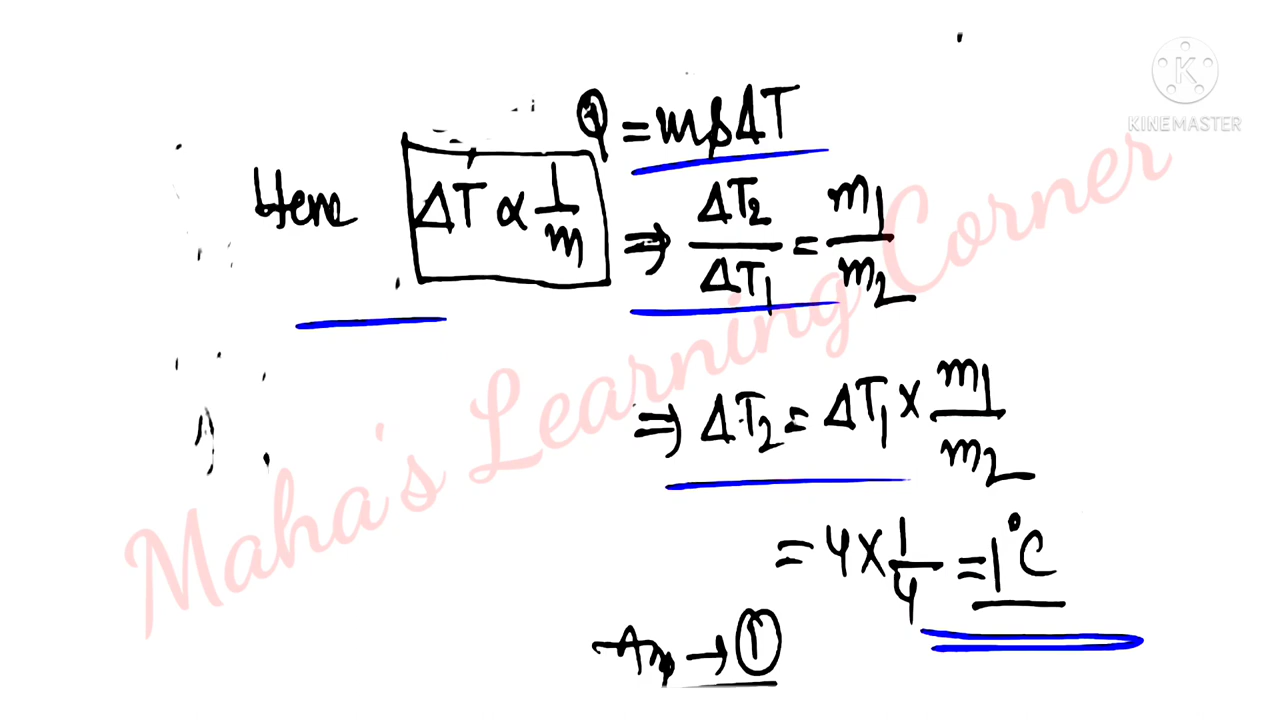 Q = msΔT
Here ΔT ∝ 1/m ⇒ ΔT2/ΔT1 = m1/m2
⇒ ΔT2 = ΔT1 × m1/m2
= 4 × 1/4 = 1°C
Ans → 1
KINEMASTER
Maha's Learning Corner